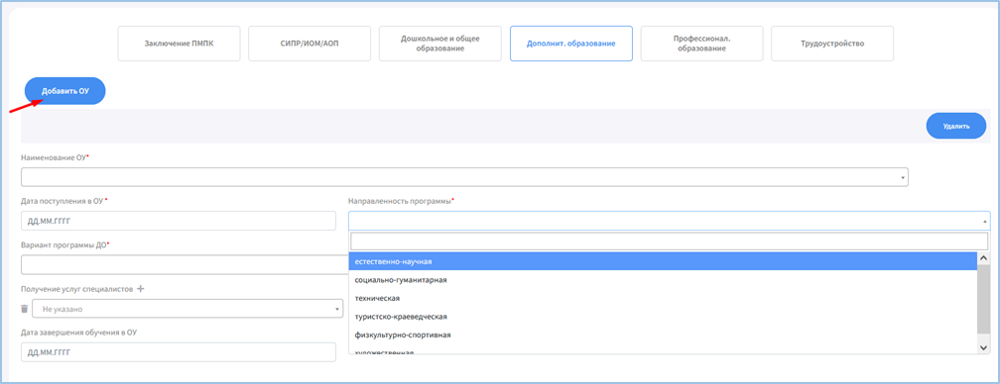 Заключение ПМПК
СИПР/ИОМ/АОП
Дошкольное и общее
образование
Дополнит. образование
Профессионал.
образование
Трудоустройство
Добавить ОУ
Удалить
Наименование ОУ*
Дата поступления в ОУ *
Направленность программы*
ДД.ММ.ГГГГ
Вариант программы ДО*
естественно-научная
социально-гуманитарная
Получение услуг специалистов +
техническая
Не указано
туристско-краеведческая
Дата завершения обучения в ОУ
физкультурно-спортивная
ДД.ММ.ГГГГ
художественная